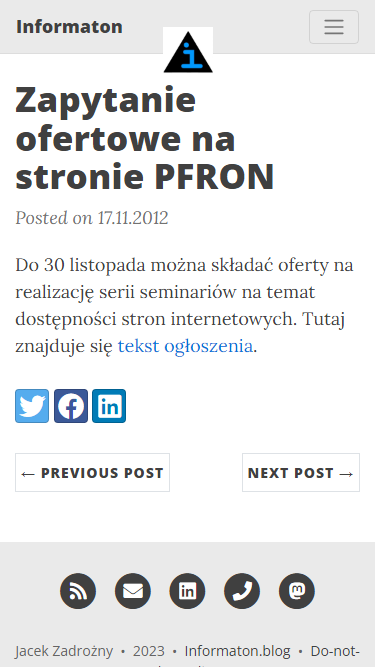 Informaton
Zapytanie
ofertowe na
stronie PFRON
Posted on 17.11.2012
Do 30 listopada można składać oferty na
realizację serii seminariów na temat
dostępności stron internetowych. Tutaj
znajduje się tekst ogłoszenia.
← PREVIOUS POST
NEXT POST →
Jacek Zadrożny • 2023 • Informaton.blog • Do-not-